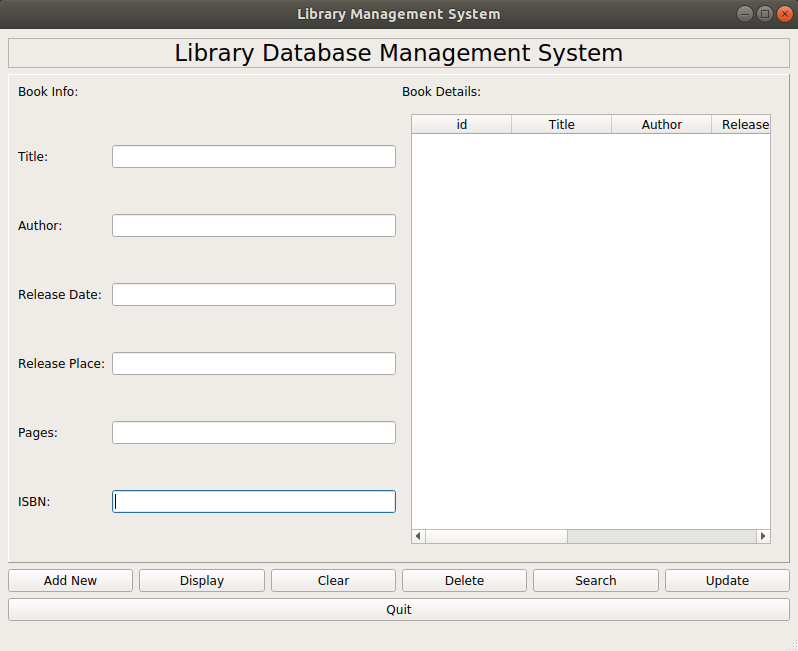 Library Management System
Library Database Management System
Book Info:
Book Details:
id Title Author Release
Title:
Author:
Release Date:
Release Place:
Pages:
ISBN:
Add New Display Clear Delete Search Update
Quit